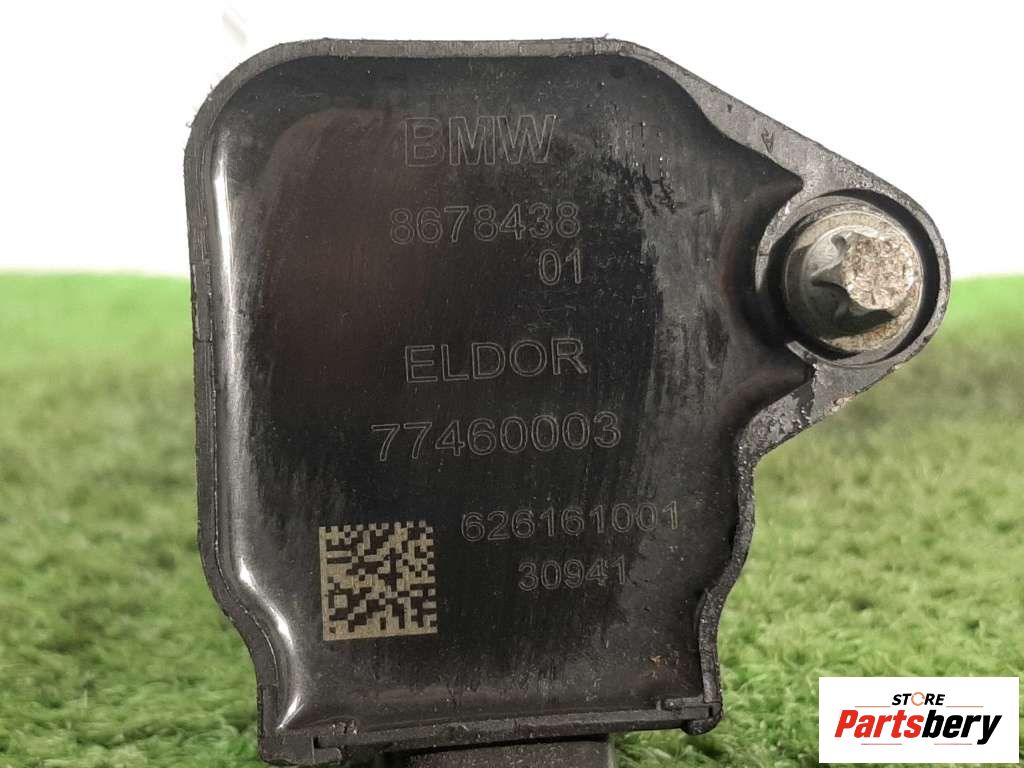 BMW
8678438
01
ELDOR
77460003
626161001
30941
STORE
Partsbery